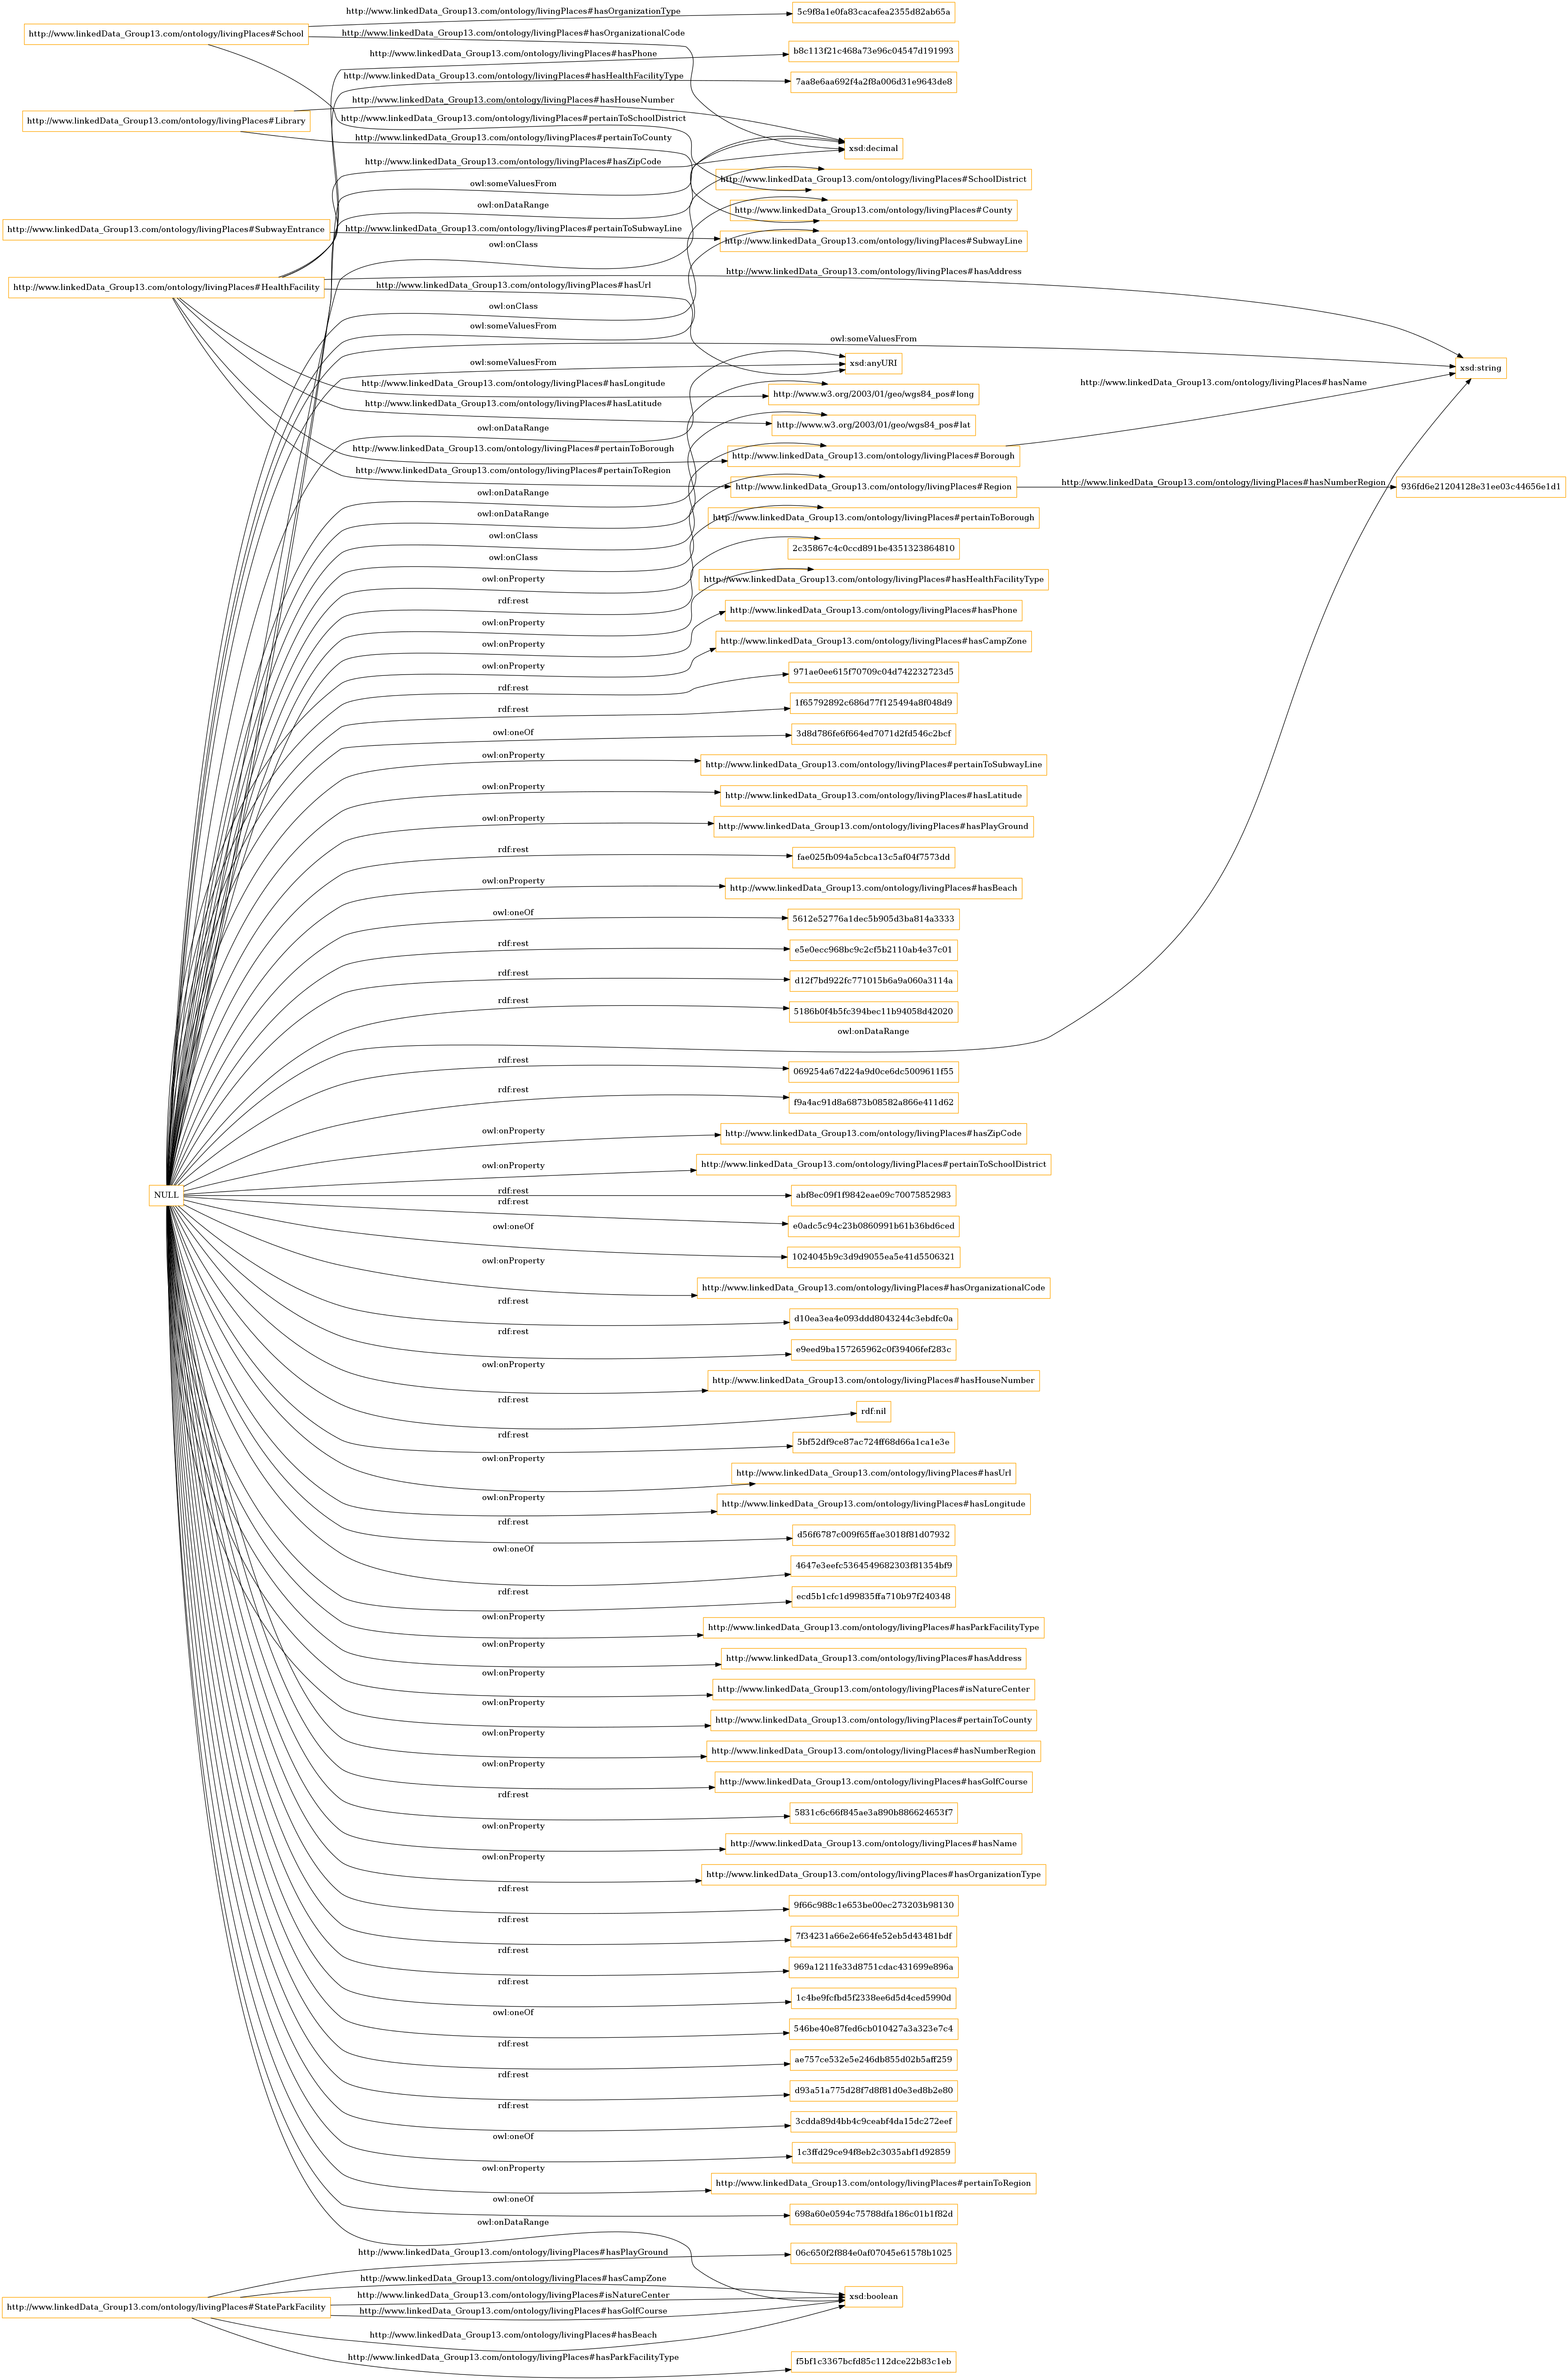 http://www.linkedData_Group13.com/ontology/livingPlaces#hasOrganizationType
5c9f8a1e0fa83cacafea2355d82ab65a
http://www.linkedData_Group13.com/ontology/livingPlaces#School
http://www.linkedData_Group13.com/ontology/livingPlaces#hasOrganizationalCode
http://www.linkedData_Group13.com/ontology/livingPlaces#hasPhone
b8c113f21c468a73e96c04547d191993
http://www.linkedData_Group13.com/ontology/livingPlaces#hasHealthFacilityType
7aa8e6aa692f4a2f8a006d31e9643de8
http://www.linkedData_Group13.com/ontology/livingPlaces#hasHouseNumber
http://www.linkedData_Group13.com/ontology/livingPlaces#Library
http://www.linkedData_Group13.com/ontology/livingPlaces#pertainToSchoolDistrict
http://www.linkedData_Group13.com/ontology/livingPlaces#pertainToCounty
xsd:decimal
http://www.linkedData_Group13.com/ontology/livingPlaces#hasZipCode
owl:someValuesFrom
http://www.linkedData_Group13.com/ontology/livingPlaces#SchoolDistrict
owl:onDataRange
http://www.linkedData_Group13.com/ontology/livingPlaces#County
http://www.linkedData_Group13.com/ontology/livingPlaces#SubwayEntrance
http://www.linkedData_Group13.com/ontology/livingPlaces#pertainToSubwayLine
http://www.linkedData_Group13.com/ontology/livingPlaces#SubwayLine
owl:onClass
http://www.linkedData_Group13.com/ontology/livingPlaces#hasAddress
http://www.linkedData_Group13.com/ontology/livingPlaces#HealthFacility
http://www.linkedData_Group13.com/ontology/livingPlaces#hasUrl
owl:onClass
owl:someValuesFrom
owl:someValuesFrom
owl:someValuesFrom
xsd:anyURI
xsd:string
http://www.linkedData_Group13.com/ontology/livingPlaces#hasLongitude
http://www.linkedData_Group13.com/ontology/livingPlaces#hasName
http://www.w3.org/2003/01/geo/wgs84_pos#long
http://www.linkedData_Group13.com/ontology/livingPlaces#hasLatitude
http://www.w3.org/2003/01/geo/wgs84_pos#lat
owl:onDataRange
http://www.linkedData_Group13.com/ontology/livingPlaces#pertainToBorough
http://www.linkedData_Group13.com/ontology/livingPlaces#Borough
http://www.linkedData_Group13.com/ontology/livingPlaces#pertainToRegion
http://www.linkedData_Group13.com/ontology/livingPlaces#Region
http://www.linkedData_Group13.com/ontology/livingPlaces#hasNumberRegion
936fd6e21204128e31ee03c44656e1d1
owl:onDataRange
owl:onDataRange
http://www.linkedData_Group13.com/ontology/livingPlaces#pertainToBorough
owl:onClass
2c35867c4c0ccd891be4351323864810
owl:onClass
owl:onProperty
http://www.linkedData_Group13.com/ontology/livingPlaces#hasHealthFacilityType
rdf:rest
http://www.linkedData_Group13.com/ontology/livingPlaces#hasPhone
owl:onProperty
owl:onProperty
http://www.linkedData_Group13.com/ontology/livingPlaces#hasCampZone
owl:onProperty
971ae0ee615f70709c04d742232723d5
rdf:rest
1f65792892c686d77f125494a8f048d9
rdf:rest
owl:oneOf
3d8d786fe6f664ed7071d2fd546c2bcf
owl:onProperty
http://www.linkedData_Group13.com/ontology/livingPlaces#pertainToSubwayLine
owl:onProperty
http://www.linkedData_Group13.com/ontology/livingPlaces#hasLatitude
owl:onProperty
http://www.linkedData_Group13.com/ontology/livingPlaces#hasPlayGround
rdf:rest
fae025fb094a5cbca13c5af04f7573dd
owl:onProperty
http://www.linkedData_Group13.com/ontology/livingPlaces#hasBeach
owl:oneOf
5612e52776a1dec5b905d3ba814a3333
rdf:rest
e5e0ecc968bc9c2cf5b2110ab4e37c01
rdf:rest
d12f7bd922fc771015b6a9a060a3114a
rdf:rest
5186b0f4b5fc394bec11b94058d42020
owl:onDataRange
rdf:rest
069254a67d224a9d0ce6dc5009611f55
rdf:rest
f9a4ac91d8a6873b08582a866e411d62
owl:onProperty
http://www.linkedData_Group13.com/ontology/livingPlaces#hasZipCode
owl:onProperty
http://www.linkedData_Group13.com/ontology/livingPlaces#pertainToSchoolDistrict
NULL
rdf:rest
abf8ec09f1f9842eae09c70075852983
rdf:rest
e0adc5c94c23b0860991b61b36bd6ced
owl:oneOf
1024045b9c3d9d9055ea5e41d5506321
owl:onProperty
http://www.linkedData_Group13.com/ontology/livingPlaces#hasOrganizationalCode
rdf:rest
d10ea3ea4e093ddd8043244c3ebdfc0a
rdf:rest
e9eed9ba157265962c0f39406fef283c
owl:onProperty
http://www.linkedData_Group13.com/ontology/livingPlaces#hasHouseNumber
rdf:rest
rdf:nil
rdf:rest
5bf52df9ce87ac724ff68d66a1ca1e3e
owl:onProperty
http://www.linkedData_Group13.com/ontology/livingPlaces#hasUrl
owl:onProperty
http://www.linkedData_Group13.com/ontology/livingPlaces#hasLongitude
rdf:rest
d56f6787c009f65ffae3018f81d07932
owl:oneOf
4647e3eefc5364549682303f81354bf9
rdf:rest
ecd5b1cfc1d99835ffa710b97f240348
owl:onProperty
http://www.linkedData_Group13.com/ontology/livingPlaces#hasParkFacilityType
owl:onProperty
http://www.linkedData_Group13.com/ontology/livingPlaces#hasAddress
owl:onProperty
http://www.linkedData_Group13.com/ontology/livingPlaces#isNatureCenter
owl:onProperty
http://www.linkedData_Group13.com/ontology/livingPlaces#pertainToCounty
owl:onProperty
http://www.linkedData_Group13.com/ontology/livingPlaces#hasNumberRegion
owl:onProperty
http://www.linkedData_Group13.com/ontology/livingPlaces#hasGolfCourse
rdf:rest
5831c6c66f845ae3a890b886624653f7
owl:onProperty
http://www.linkedData_Group13.com/ontology/livingPlaces#hasName
owl:onProperty
http://www.linkedData_Group13.com/ontology/livingPlaces#hasOrganizationType
rdf:rest
9f66c988c1e653be00ec273203b98130
rdf:rest
7f34231a66e2e664fe52eb5d43481bdf
rdf:rest
969a1211fe33d8751cdac431699e896a
rdf:rest
1c4be9fcfbd5f2338ee6d5d4ced5990d
owl:oneOf
546be40e87fed6cb010427a3a323e7c4
rdf:rest
ae757ce532e5e246db855d02b5aff259
rdf:rest
d93a51a775d28f7d8f81d0e3ed8b2e80
rdf:rest
3cdda89d4bb4c9ceabf4da15dc272eef
owl:oneOf
1c3ffd29ce94f8eb2c3035abf1d92859
owl:onProperty
http://www.linkedData_Group13.com/ontology/livingPlaces#pertainToRegion
owl:oneOf
698a60e0594c75788dfa186c01b1f82d
owl:onDataRange
http://www.linkedData_Group13.com/ontology/livingPlaces#hasPlayGround
06c650f2f884e0af07045e61578b1025
http://www.linkedData_Group13.com/ontology/livingPlaces#hasCampZone
http://www.linkedData_Group13.com/ontology/livingPlaces#isNatureCenter
xsd:boolean
http://www.linkedData_Group13.com/ontology/livingPlaces#StateParkFacility
http://www.linkedData_Group13.com/ontology/livingPlaces#hasGolfCourse
http://www.linkedData_Group13.com/ontology/livingPlaces#hasBeach
http://www.linkedData_Group13.com/ontology/livingPlaces#hasParkFacilityType
f5bf1c3367bcfd85c112dce22b83c1eb